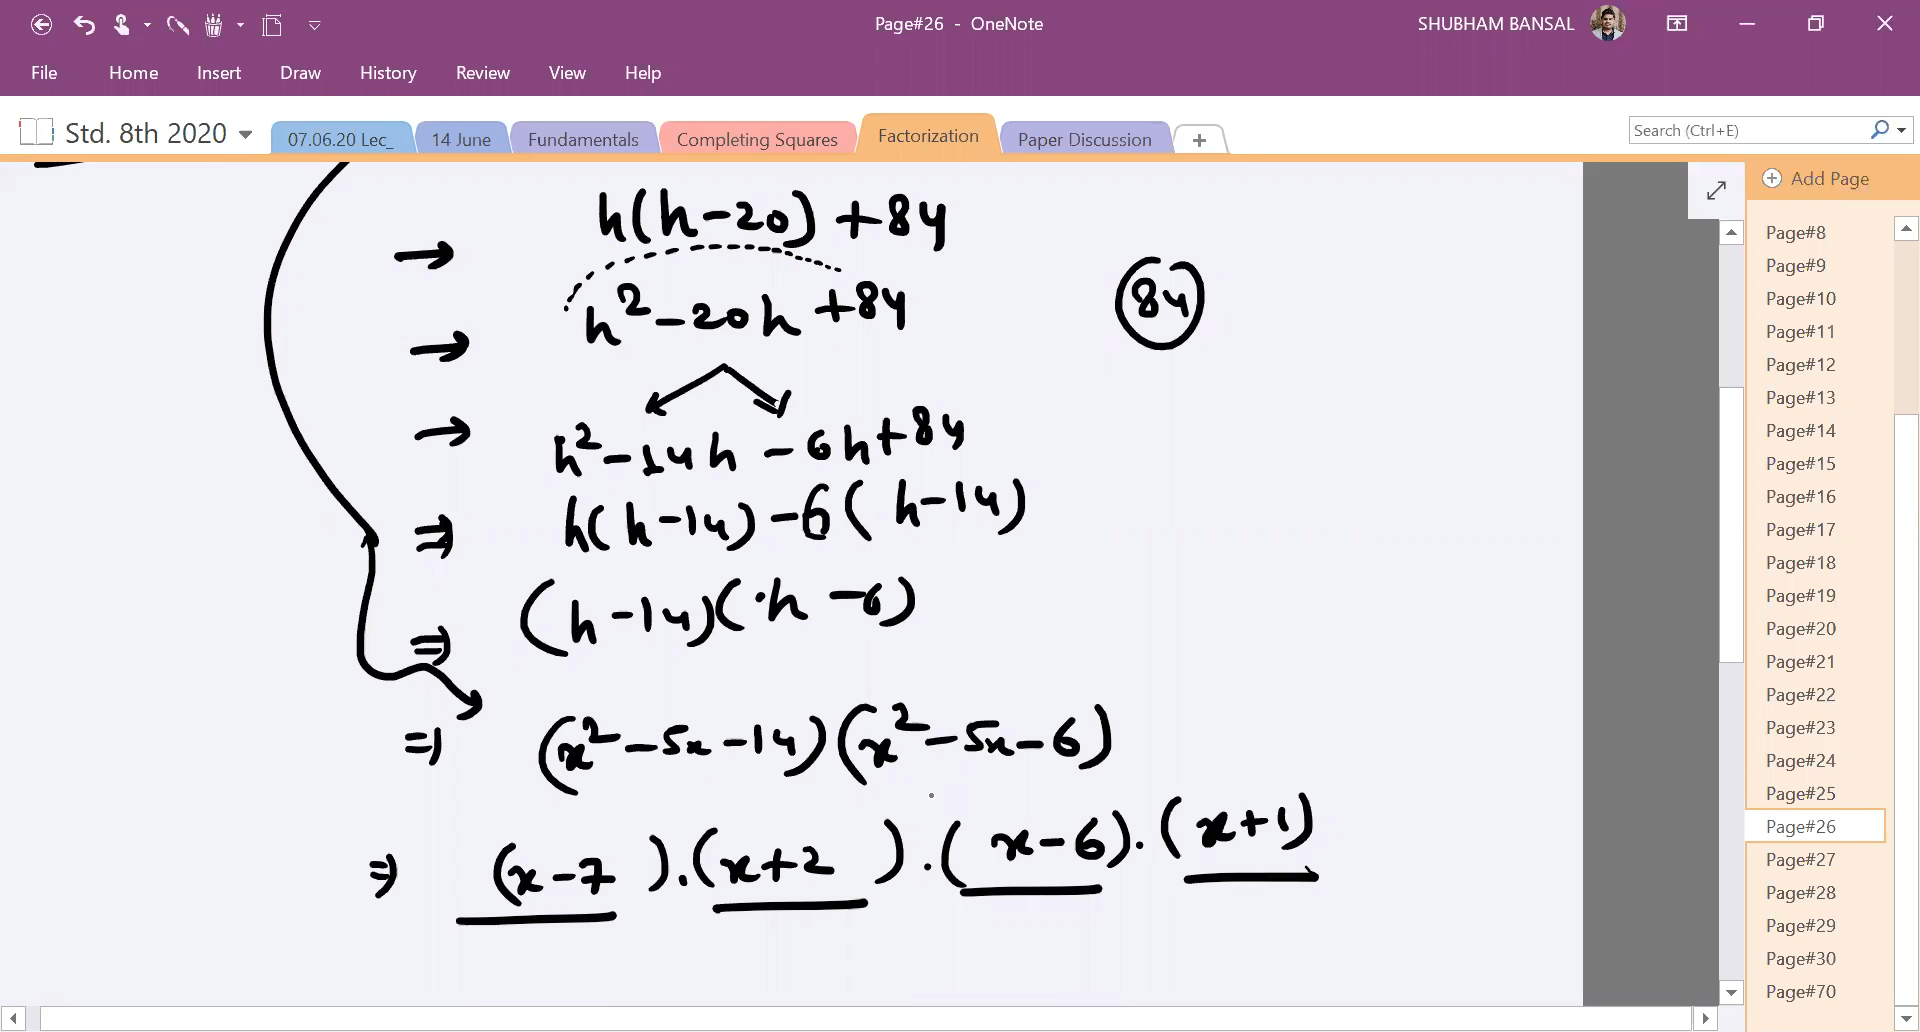 Page#26 - OneNote
SHUBHAM BANSAL
File Home Insert Draw History Review View Help
Std. 8th 2020
07.06.20 Lec_
14 June
Fundamentals
Completing Squares
Factorization
Paper Discussion
+
Search (Ctrl+E)
Add Page
Page#8
Page#9
Page#10
Page#11
Page#12
Page#13
Page#14
Page#15
Page#16
Page#17
Page#18
Page#19
Page#20
Page#21
Page#22
Page#23
Page#24
Page#25
Page#26
Page#27
Page#28
Page#29
Page#30
Page#70
→ h(h-20) +84
→ h² - 20h +84
84
→ h² - 14h - 6h + 84
⇒ h(h-14) - 6(h-14)
⇒ (h-14)(·h -6)
⇒ (x² - 5x - 14)(x² - 5x - 6)
⇒ (x-7).(x+2).(x-6).(x+1)